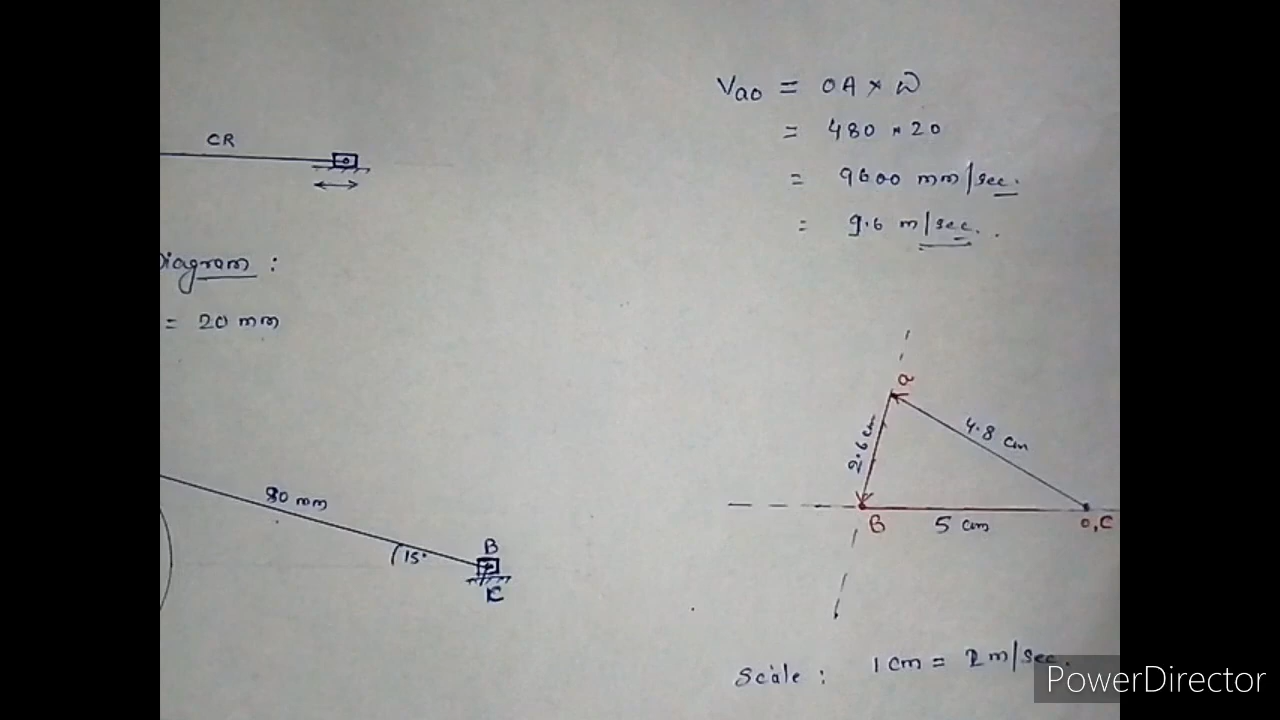 CR
Diagram :
= 20 mm
80 mm
15°
B
C
Vao = OA × ω
= 480 × 20
= 9600 mm/sec.
= 9.6 m/sec.
a
4.8 cm
2.6 cm
B
5 cm
o,c
Scale : 1 cm = 2 m/sec.
PowerDirector